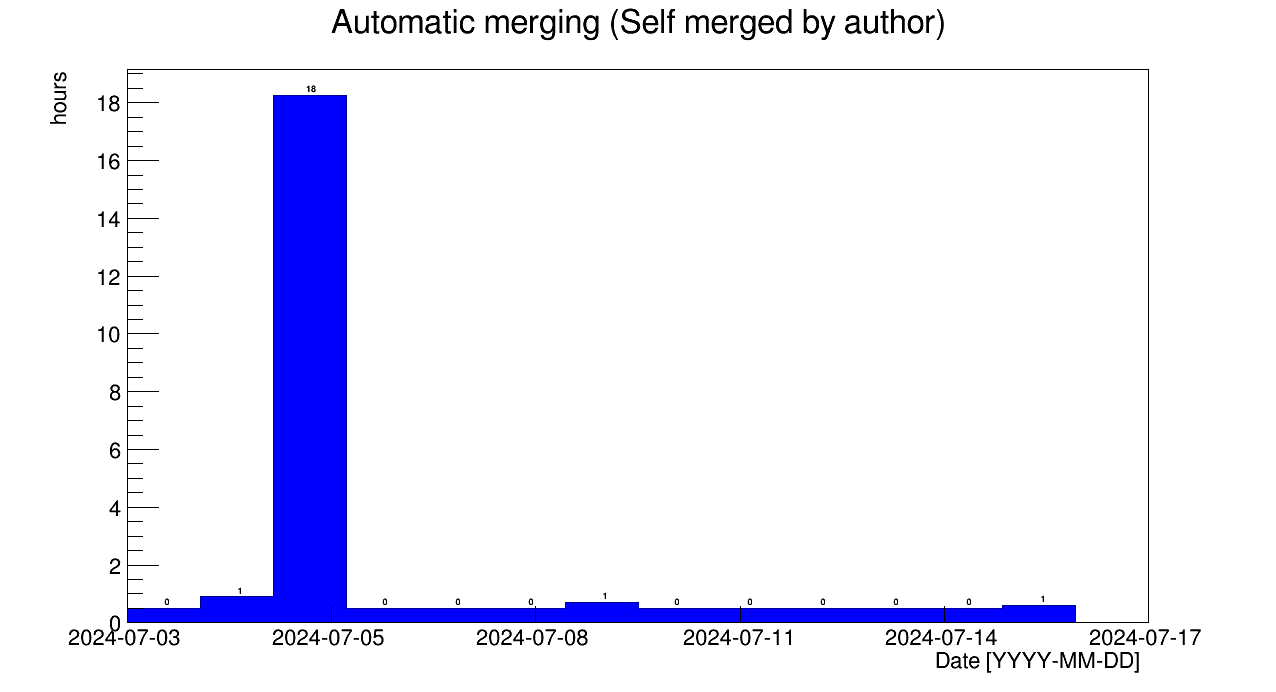 Automatic merging (Self merged by author)
hours
18
16
14
12
10
8
6
4
2
0
0 1 18 0 0 0 1 0 0 0 0 0 1
2024-07-03 2024-07-05 2024-07-08 2024-07-11 2024-07-14 2024-07-17
Date [YYYY-MM-DD]